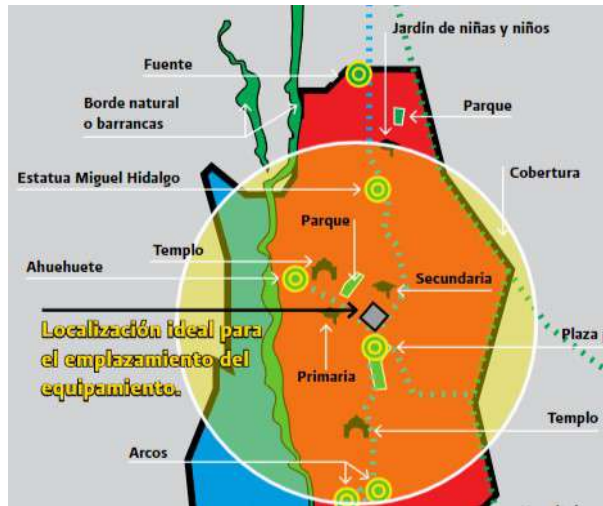 Jardín de niñas y niños
Fuente
Borde natural
o barrancas
Parque
Estatua Miguel Hidalgo
Cobertura
Parque
Templo
Ahuehuete
Secundaria
Localización ideal para
el emplazamiento del
equipamiento.
Plaza
Primaria
Templo
Arcos